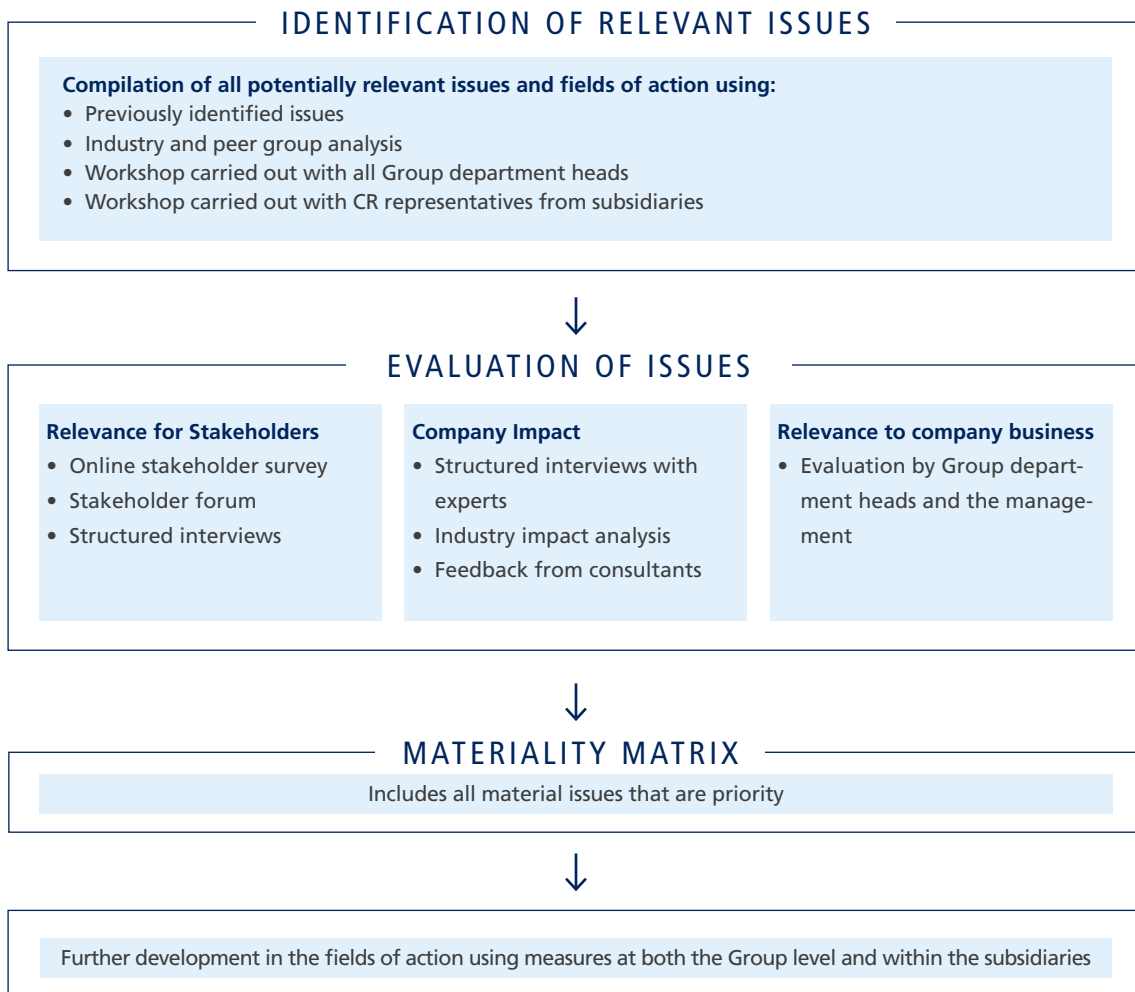 IDENTIFICATION OF RELEVANT ISSUES
Compilation of all potentially relevant issues and fields of action using:
• Previously identified issues
• Industry and peer group analysis
• Workshop carried out with all Group department heads
• Workshop carried out with CR representatives from subsidiaries
EVALUATION OF ISSUES
Relevance for Stakeholders
• Online stakeholder survey
• Stakeholder forum
• Structured interviews
Company Impact
• Structured interviews with
experts
• Industry impact analysis
• Feedback from consultants
Relevance to company business
• Evaluation by Group depart-
ment heads and the manage-
ment
MATERIALITY MATRIX
Includes all material issues that are priority
Further development in the fields of action using measures at both the Group level and within the subsidiaries